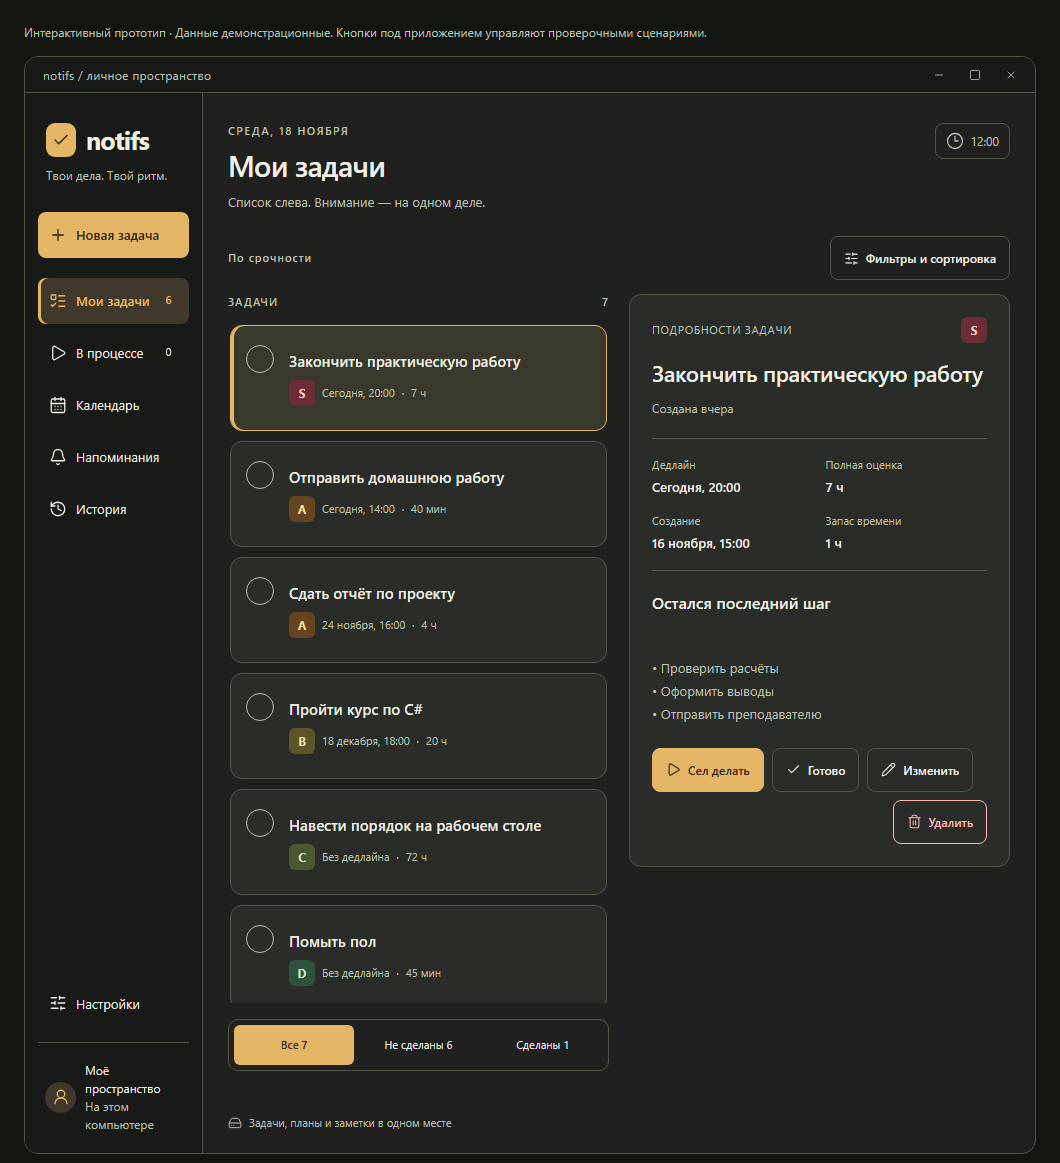 Интерактивный прототип · Данные демонстрационные. Кнопки под приложением управляют проверочными сценариями.
notifs / личное пространство
notifs
Твои дела. Твой ритм.
Новая задача
Мои задачи 6
В процессе 0
Календарь
Напоминания
История
Настройки
Моё
пространство
На этом
компьютере
СРЕДА, 18 НОЯБРЯ
12:00
Мои задачи
Список слева. Внимание — на одном деле.
По срочности
Фильтры и сортировка
ЗАДАЧИ 7
Закончить практическую работу
S Сегодня, 20:00 · 7 ч
Отправить домашнюю работу
A Сегодня, 14:00 · 40 мин
Сдать отчёт по проекту
A 24 ноября, 16:00 · 4 ч
Пройти курс по C#
B 18 декабря, 18:00 · 20 ч
Навести порядок на рабочем столе
C Без дедлайна · 72 ч
Помыть пол
D Без дедлайна · 45 мин
Все 7 Не сделаны 6 Сделаны 1
Задачи, планы и заметки в одном месте
ПОДРОБНОСТИ ЗАДАЧИ S
Закончить практическую работу
Создана вчера
Дедлайн Полная оценка
Сегодня, 20:00 7 ч
Создание Запас времени
16 ноября, 15:00 1 ч
Остался последний шаг
• Проверить расчёты
• Оформить выводы
• Отправить преподавателю
Сел делать Готово Изменить
Удалить